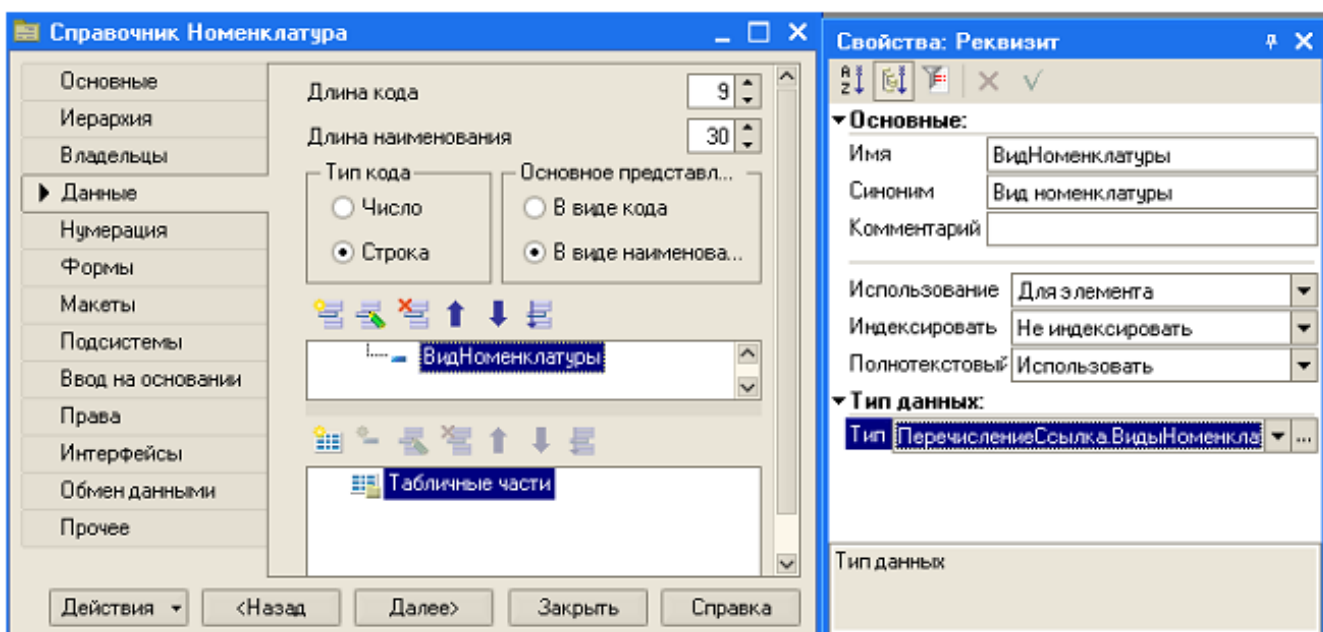 Справочник Номенклатура
Основные
Иерархия
Владельцы
Данные
Нумерация
Формы
Макеты
Подсистемы
Ввод на основании
Права
Интерфейсы
Обмен данными
Прочее
Длина кода 9
Длина наименования 30
Тип кода
Число
Строка
Основное представл...
В виде кода
В виде наименова...
ВидНоменклатуры
Табличные части
Действия <Назад Далее> Закрыть Справка
Свойства: Реквизит
Основные:
Имя ВидНоменклатуры
Синоним Вид номенклатуры
Комментарий
Использование Для элемента
Индексировать Не индексировать
Полнотекстовый Использовать
Тип данных:
Тип ПеречислениеСсылка.ВидыНоменкла ...
Тип данных